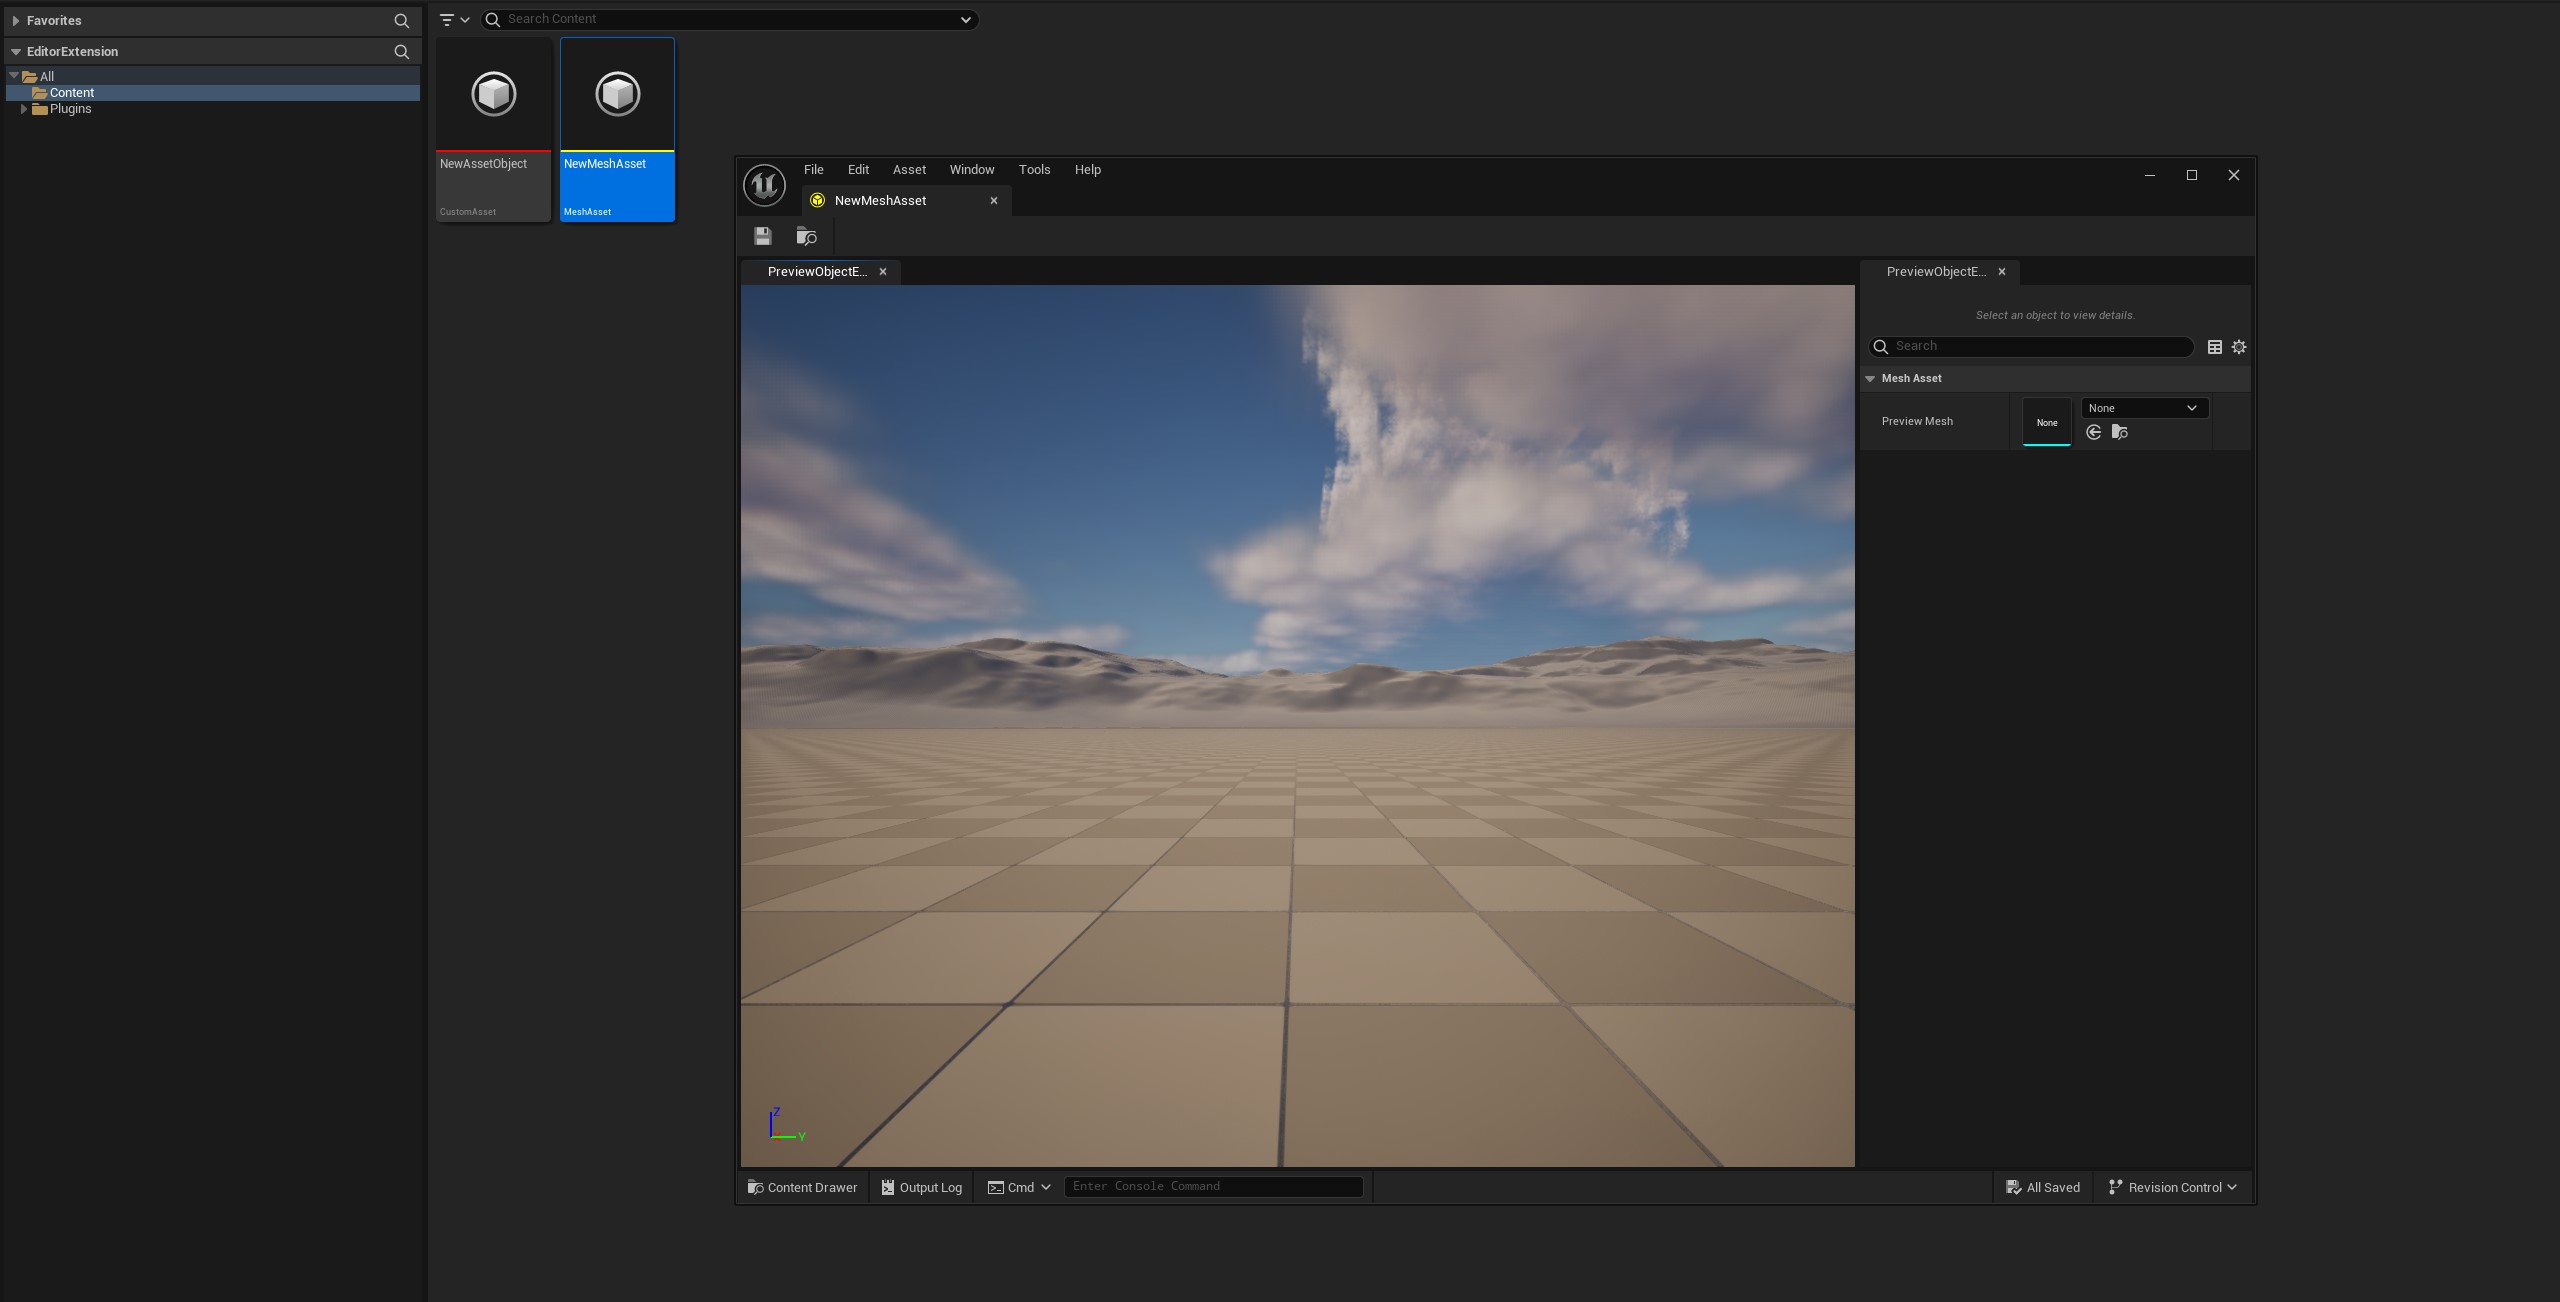 Favorites
EditorExtension
All
Content
Plugins
Search Content
NewAssetObject
CustomAsset
NewMeshAsset
MeshAsset
File Edit Asset Window Tools Help
NewMeshAsset
PreviewObjectE...
PreviewObjectE...
Select an object to view details.
Search
Mesh Asset
Preview Mesh
None
None
Z
Y
Content Drawer
Output Log
Cmd
Enter Console Command
All Saved
Revision Control